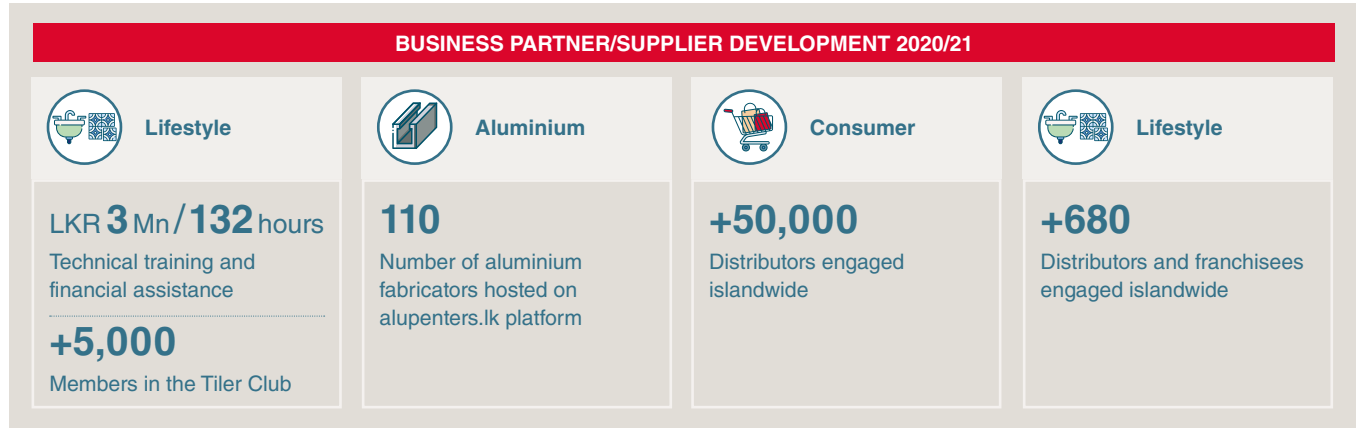 BUSINESS PARTNER/SUPPLIER DEVELOPMENT 2020/21
Lifestyle
LKR 3 Mn/132 hours
Technical training and
financial assistance
+5,000
Members in the Tiler Club
Aluminium
110
Number of aluminium
fabricators hosted on
alupenters.lk platform
Consumer
+50,000
Distributors engaged
islandwide
Lifestyle
+680
Distributors and franchisees
engaged islandwide